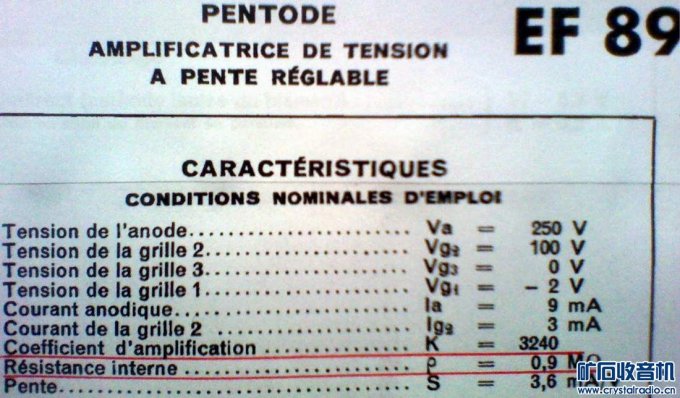 PENTODE
EF 89
AMPLIFICATRICE DE TENSION
A PENTE RÉGLABLE
CARACTÉRISTIQUES
CONDITIONS NOMINALES D'EMPLOI
Tension de l'anode.................... Va = 250 V
Tension de la grille 2.................. Vg2 = 100 V
Tension de la grille 3.................. Vg3 = 0 V
Tension de la grille 1.................. Vg1 = – 2 V
Courant anodique..................... Ia = 9 mA
Courant de la grille 2 .................. Ig2 = 3 mA
Coefficient d'amplification .............. K = 3240
Résistance interne .................... ρ = 0,9 MΩ
Pente................................ S = 3,6 mA/V
矿石收音机
www.crystalradio.cn